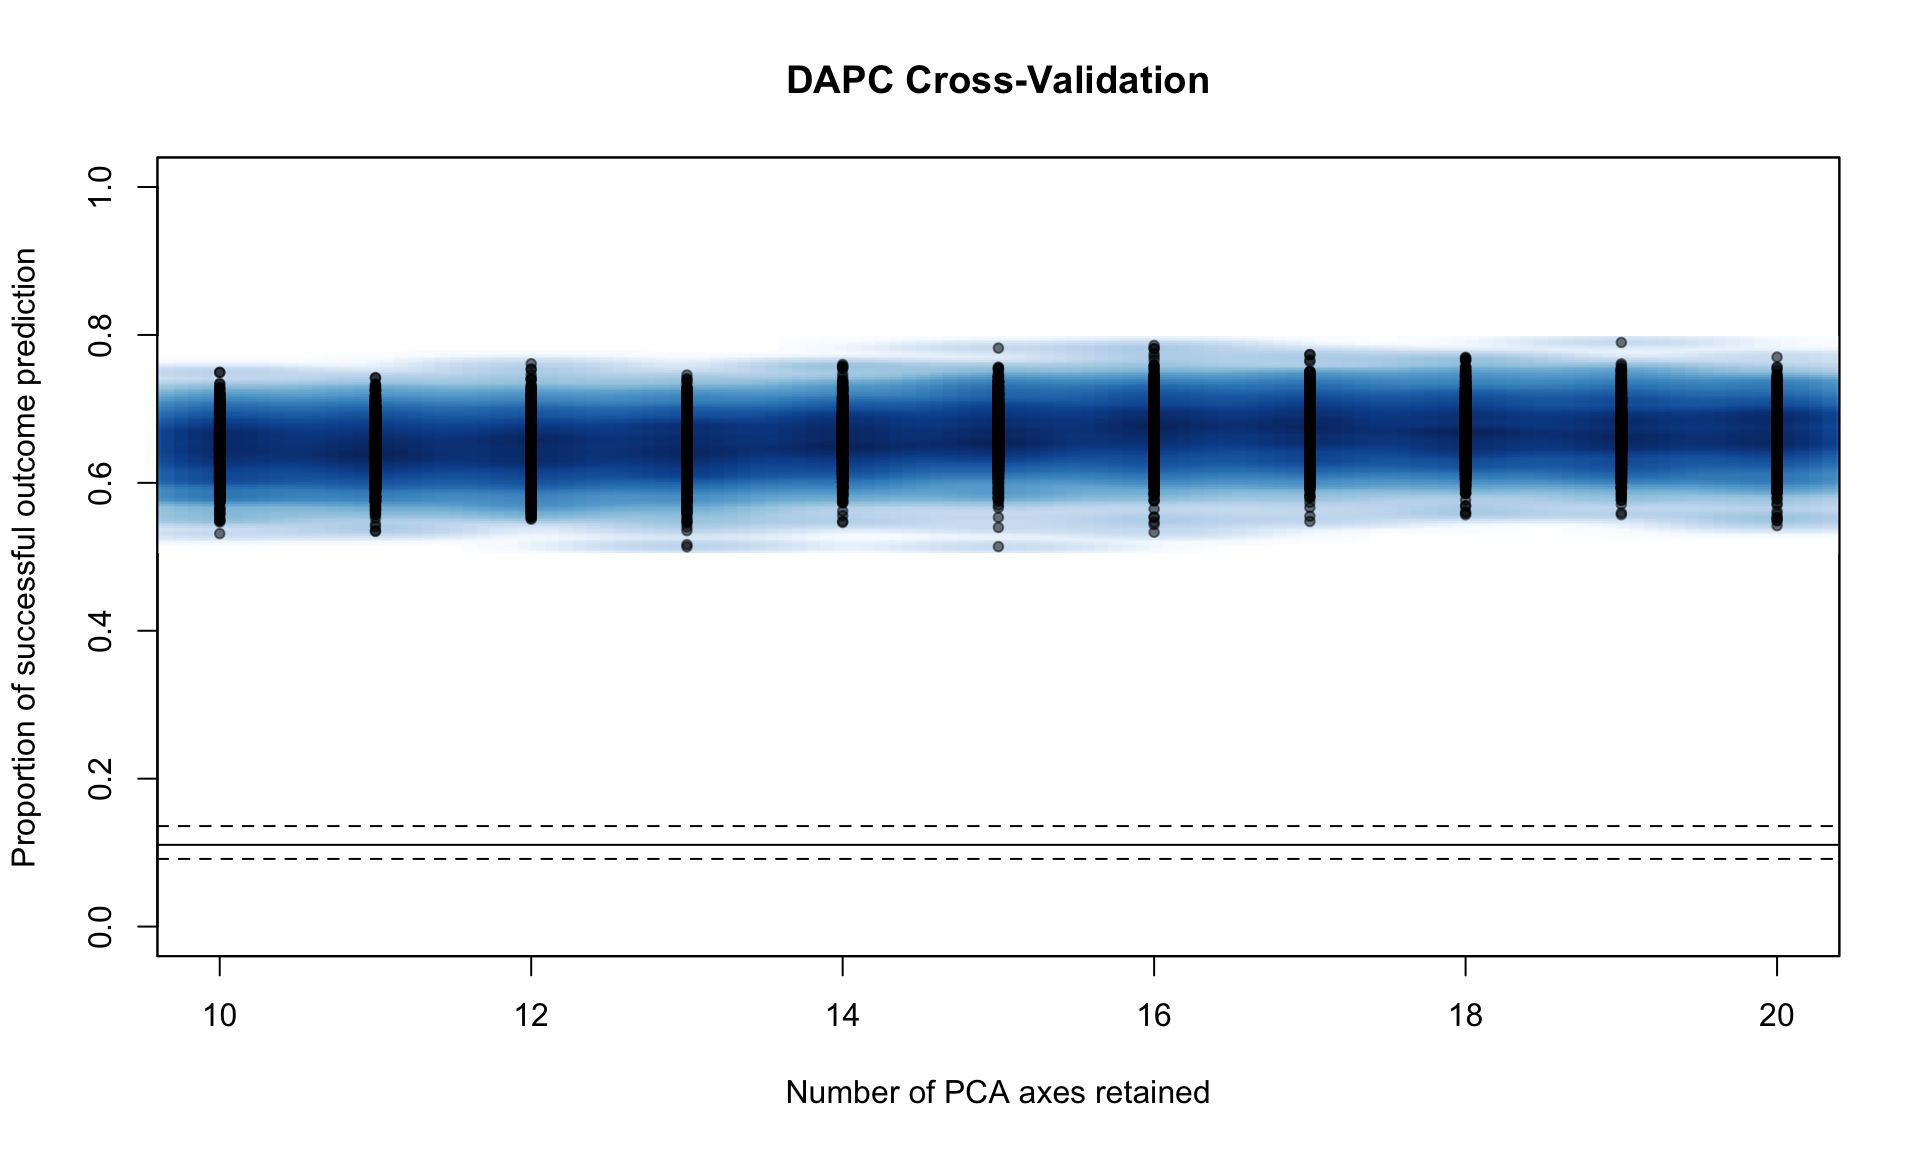 DAPC Cross-Validation
Proportion of successful outcome prediction
1.0
0.8
0.6
0.4
0.2
0.0
10 12 14 16 18 20
Number of PCA axes retained